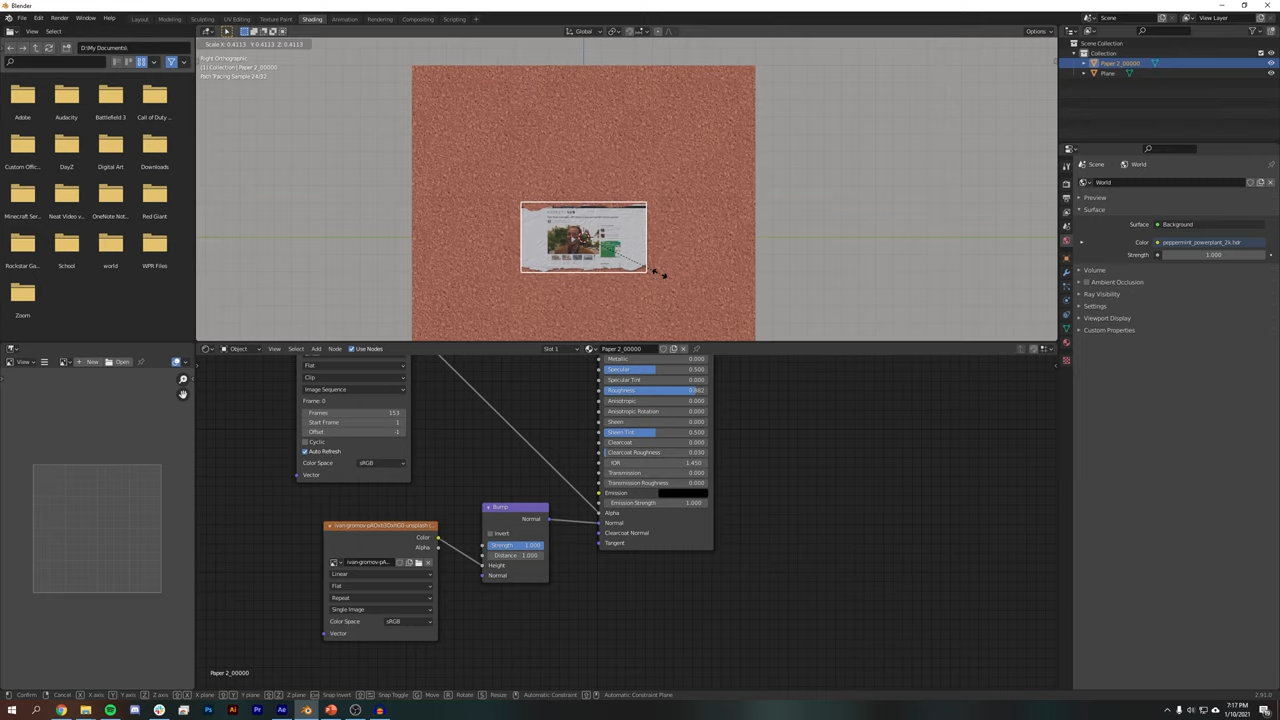 Blender
File Edit Render Window Help Layout Modeling Sculpting UV Editing Texture Paint Shading Animation Rendering Compositing Scripting
Scene View Layer
View Select Global Options
D:\My Documents\
Scale X: 0.4113 Y: 0.4113 Z: 0.4113
Right Orthographic
(1) Collection | Paper 2_00000
Path Tracing Sample 24/32
Adobe Audacity Battlefield 3 Call of Duty ...
Custom Offic... DayZ Digital Art Downloads
Minecraft Ser... Neat Video v... OneNote Not... Red Giant
Rockstar Ga... School world WPR Files
Zoom
Scene Collection
Collection
Paper 2_00000
Plane
Scene World
World
Preview
Surface
Surface Background
Color peppermint_powerplant_2k.hdr
Strength 1.000
Volume
Ambient Occlusion
Ray Visibility
Settings
Viewport Display
Custom Properties
View New Open
Object View Select Add Node Use Nodes Slot 1 Paper 2_00000
Flat
Clip
Image Sequence
Frame: 0
Frames 153
Start Frame 1
Offset -1
Cyclic
Auto Refresh
Color Space sRGB
Vector
Metallic 0.000
Specular 0.500
Specular Tint 0.000
Roughness 0.882
Anisotropic 0.000
Anisotropic Rotation 0.000
Sheen 0.000
Sheen Tint 0.500
Clearcoat 0.000
Clearcoat Roughness 0.030
IOR 1.450
Transmission 0.000
Transmission Roughness 0.000
Emission
Emission Strength 1.000
Alpha
Normal
Clearcoat Normal
Tangent
Bump
Normal
Invert
Strength 1.000
Distance 1.000
Height
Normal
Color
Alpha
Linear
Flat
Repeat
Single Image
Color Space sRGB
Vector
Paper 2_00000
Confirm Cancel X axis Y axis Z axis X plane Y plane Z plane Snap Invert Snap Toggle Move Rotate Resize Automatic Constraint Automatic Constraint Plane 2.91.0
7:17 PM
1/10/2021